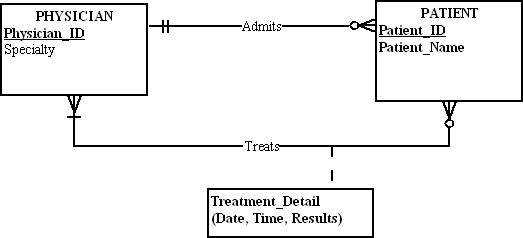 PHYSICIAN
Physician_ID
Specialty
Admits
PATIENT
Patient_ID
Patient_Name
Treats
Treatment_Detail
(Date, Time, Results)